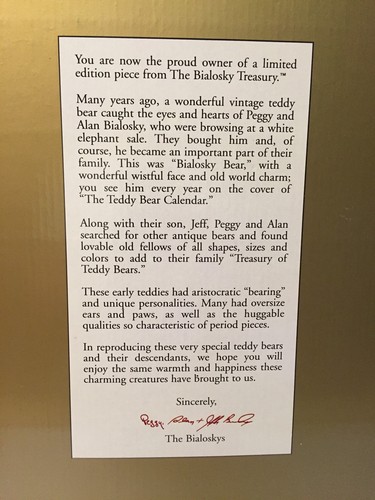 You are now the proud owner of a limited
edition piece from The Bialosky Treasury.™
Many years ago, a wonderful vintage teddy
bear caught the eyes and hearts of Peggy and
Alan Bialosky, who were browsing at a white
elephant sale. They bought him and, of
course, he became an important part of their
family. This was “Bialosky Bear,” with a
wonderful wistful face and old world charm;
you see him every year on the cover of
“The Teddy Bear Calendar.”
Along with their son, Jeff, Peggy and Alan
searched for other antique bears and found
lovable old fellows of all shapes, sizes and
colors to add to their family “Treasury of
Teddy Bears.”
These early teddies had aristocratic “bearing”
and unique personalities. Many had oversize
ears and paws, as well as the huggable
qualities so characteristic of period pieces.
In reproducing these very special teddy bears
and their descendants, we hope you will
enjoy the same warmth and happiness these
charming creatures have brought to us.
Sincerely,
Peggy, Alan + Jeff Bialosky
The Bialoskys